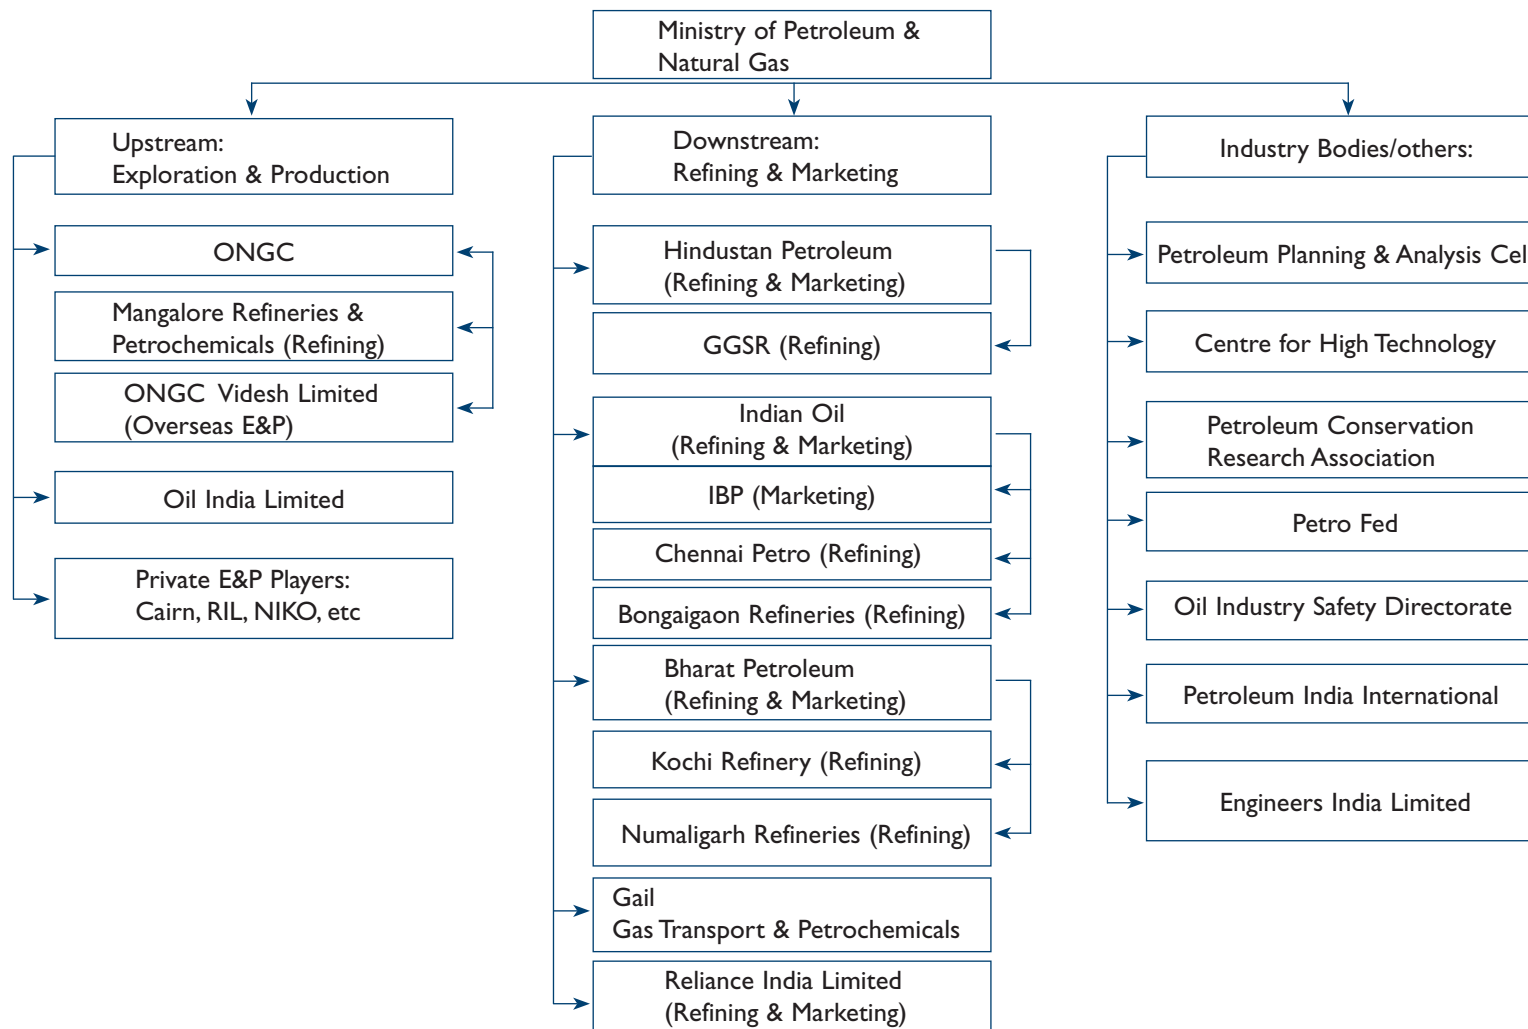 Ministry of Petroleum &
Natural Gas
Upstream:
Exploration & Production
ONGC
Mangalore Refineries &
Petrochemicals (Refining)
ONGC Videsh Limited
(Overseas E&P)
Oil India Limited
Private E&P Players:
Cairn, RIL, NIKO, etc
Downstream:
Refining & Marketing
Hindustan Petroleum
(Refining & Marketing)
GGSR (Refining)
Indian Oil
(Refining & Marketing)
IBP (Marketing)
Chennai Petro (Refining)
Bongaigaon Refineries (Refining)
Bharat Petroleum
(Refining & Marketing)
Kochi Refinery (Refining)
Numaligarh Refineries (Refining)
Gail
Gas Transport & Petrochemicals
Reliance India Limited
(Refining & Marketing)
Industry Bodies/others:
Petroleum Planning & Analysis Cel
Centre for High Technology
Petroleum Conservation
Research Association
Petro Fed
Oil Industry Safety Directorate
Petroleum India International
Engineers India Limited